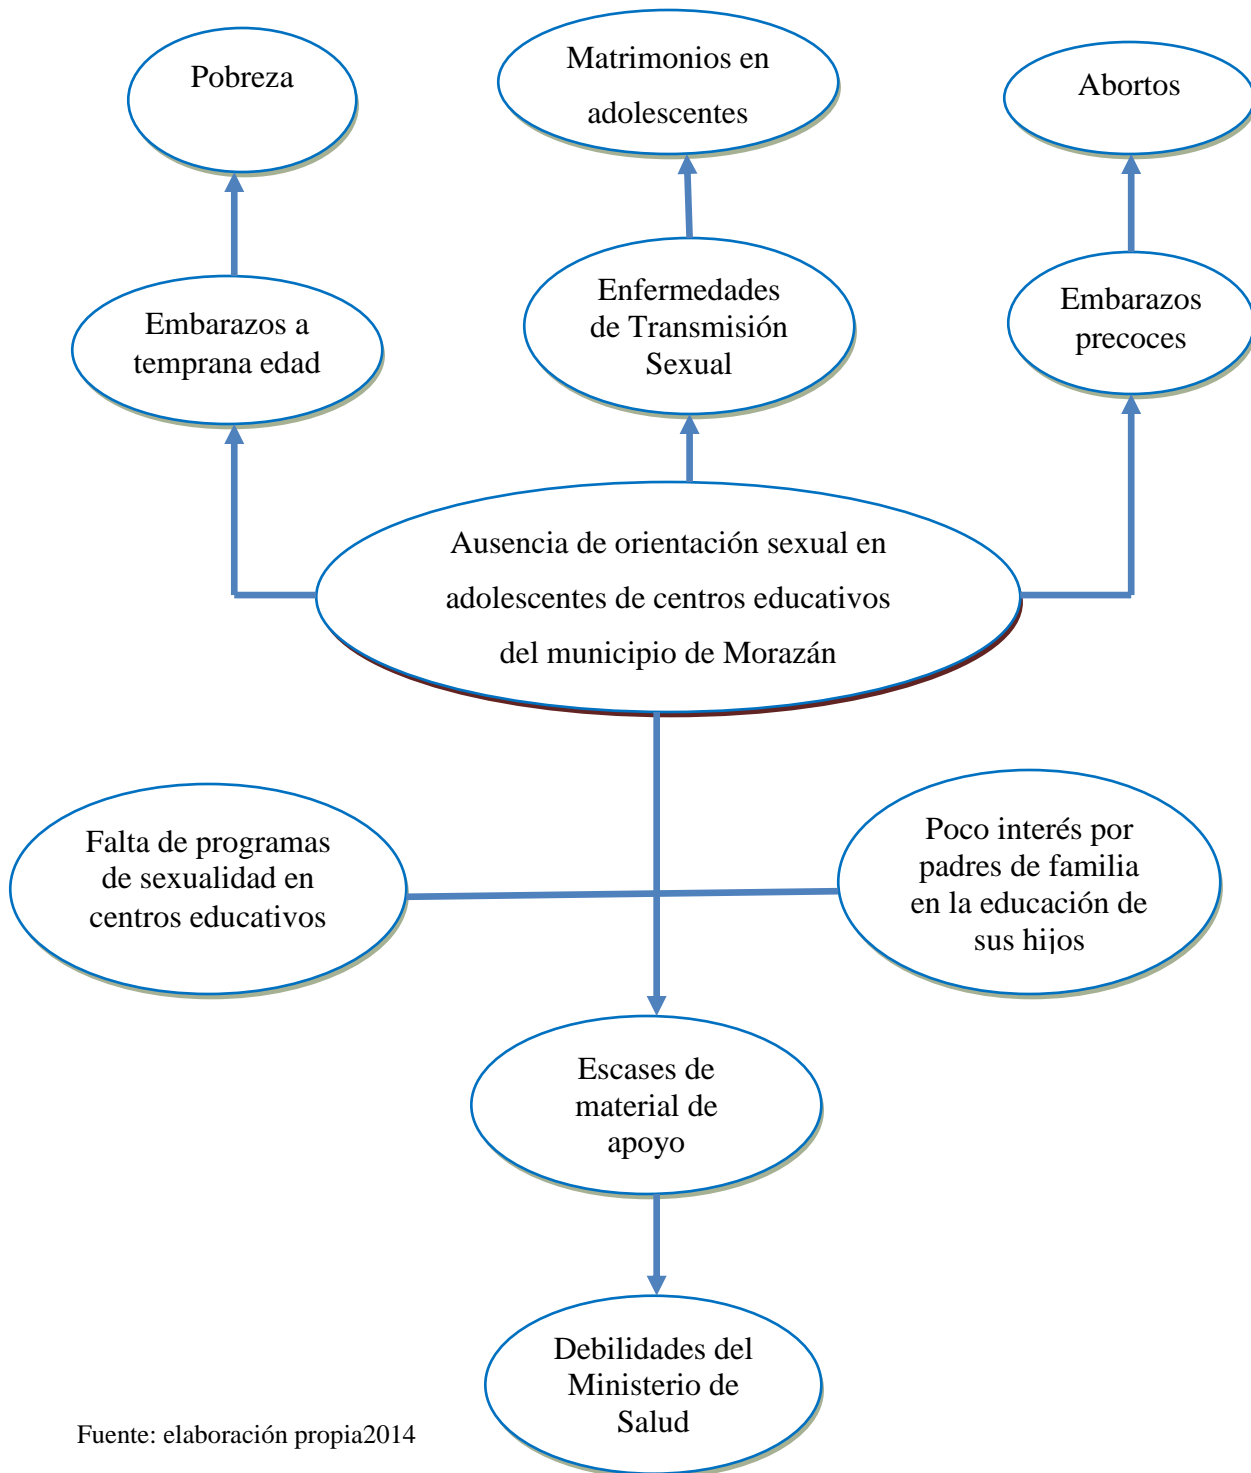 Pobreza
Matrimonios en
adolescentes
Abortos
Embarazos a
temprana edad
Enfermedades
de Transmisión
Sexual
Embarazos
precoces
Ausencia de orientación sexual en
adolescentes de centros educativos
del municipio de Morazán
Falta de programas
de sexualidad en
centros educativos
Poco interés por
padres de familia
en la educación de
sus hijos
Escases de
material de
apoyo
Debilidades del
Ministerio de
Salud
Fuente: elaboración propia2014